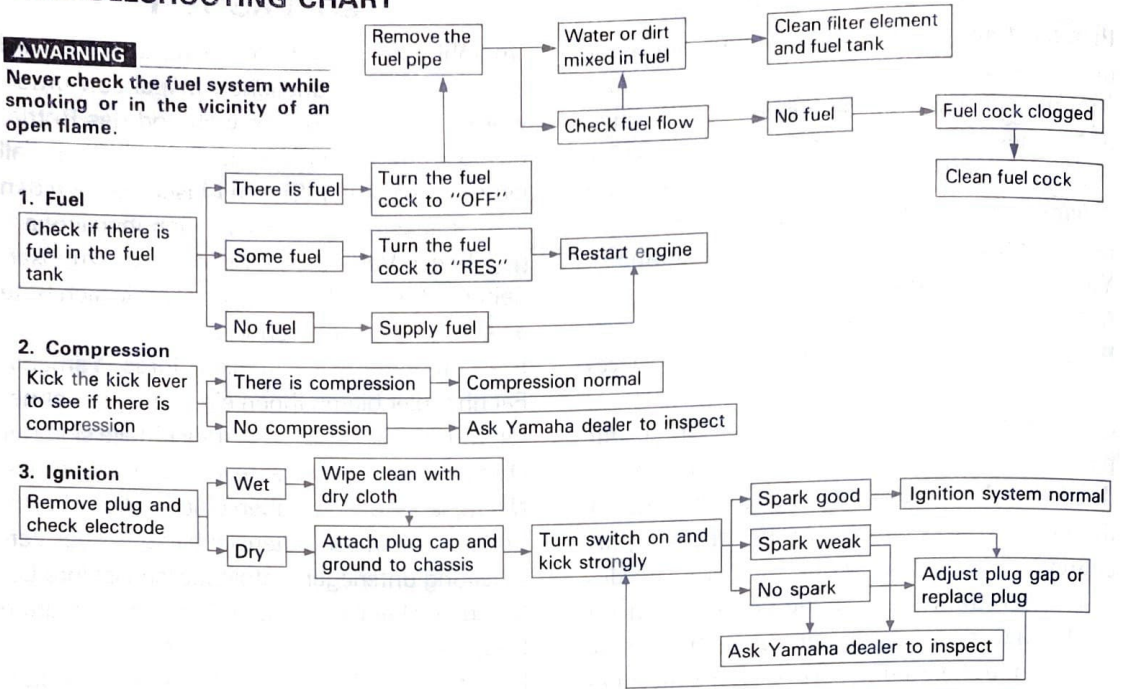 SHOOTING CHART
⚠WARNING
Never check the fuel system while
smoking or in the vicinity of an
open flame.
Remove the
fuel pipe
Water or dirt
mixed in fuel
Clean filter element
and fuel tank
Check fuel flow
No fuel
Fuel cock clogged
Clean fuel cock
1. Fuel
Check if there is
fuel in the fuel
tank
There is fuel
Turn the fuel
cock to "OFF"
Some fuel
Turn the fuel
cock to "RES"
Restart engine
No fuel
Supply fuel
2. Compression
Kick the kick lever
to see if there is
compression
There is compression
Compression normal
No compression
Ask Yamaha dealer to inspect
3. Ignition
Remove plug and
check electrode
Wet
Wipe clean with
dry cloth
Dry
Attach plug cap and
ground to chassis
Turn switch on and
kick strongly
Spark good
Ignition system normal
Spark weak
No spark
Adjust plug gap or
replace plug
Ask Yamaha dealer to inspect